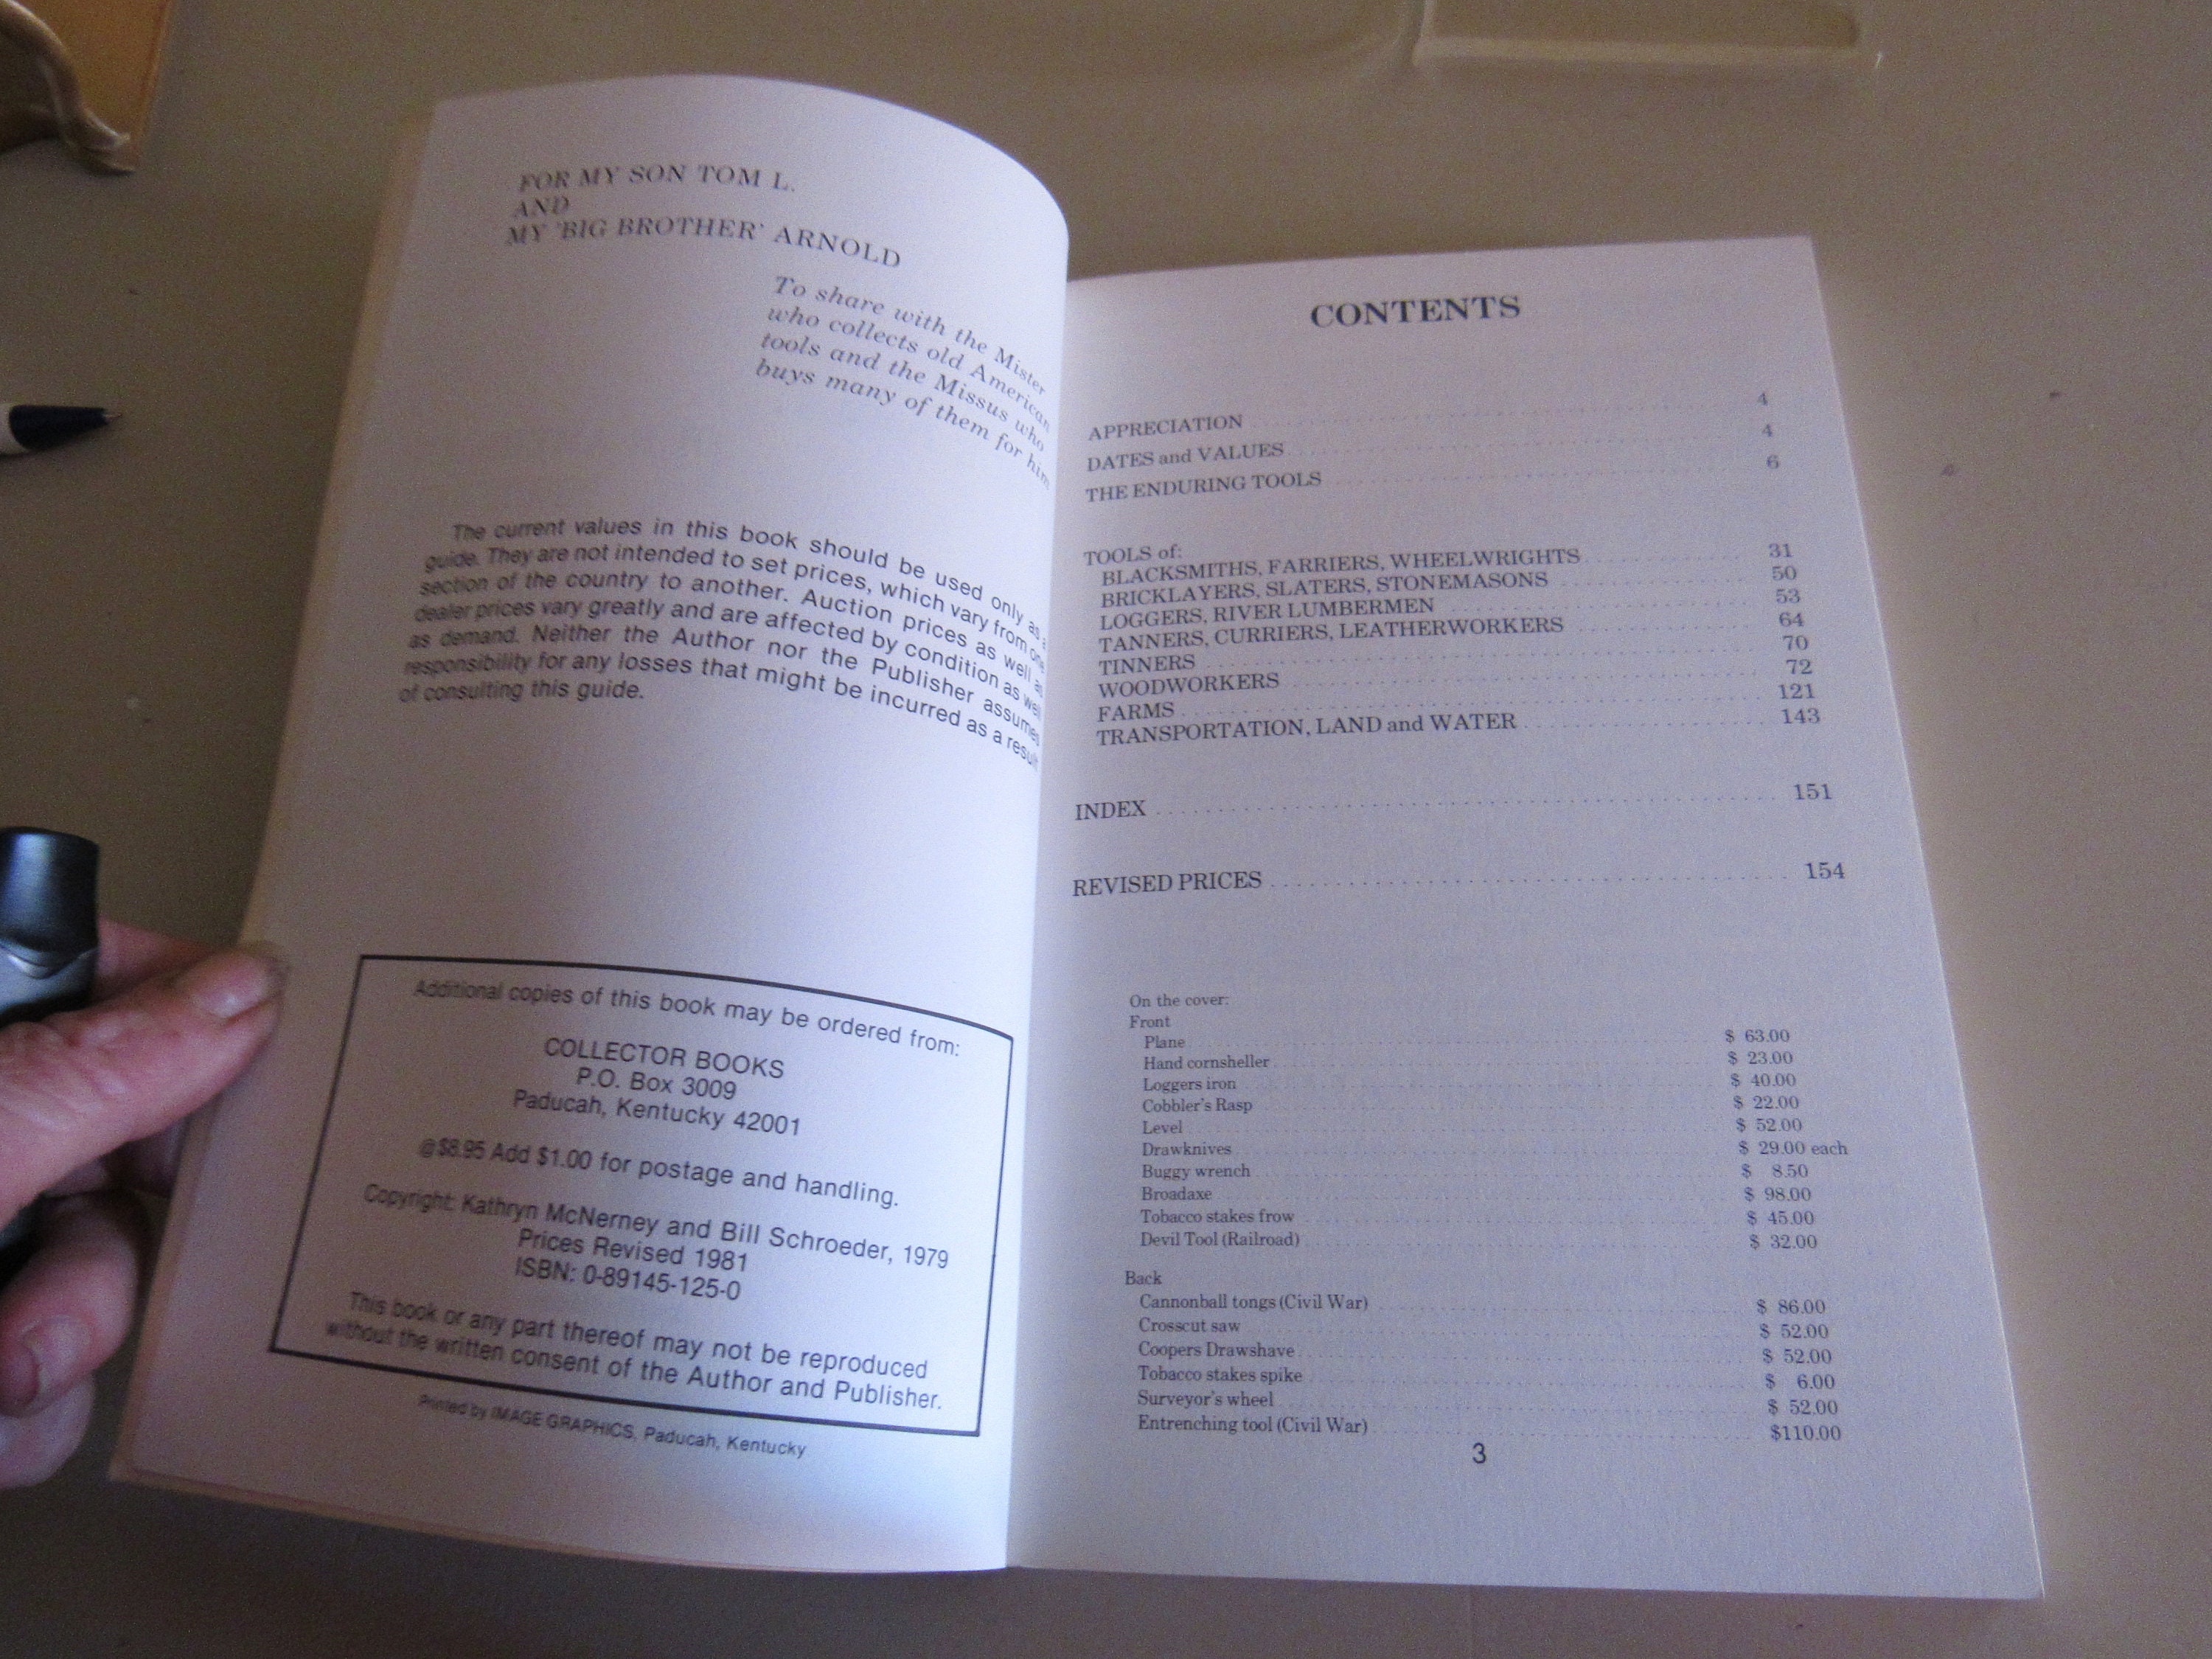 FOR MY SON TOM L.
AND
MY 'BIG BROTHER' ARNOLD
To share with the Mister
who collects old American
tools and the Missus who
buys many of them for him
The current values in this book should be used only as a
guide. They are not intended to set prices, which vary from one
section of the country to another. Auction prices as well as
dealer prices vary greatly and are affected by condition as well
as demand. Neither the Author nor the Publisher assumes
responsibility for any losses that might be incurred as a result
of consulting this guide.
Additional copies of this book may be ordered from:
COLLECTOR BOOKS
P.O. Box 3009
Paducah, Kentucky 42001
@$8.95 Add $1.00 for postage and handling.
Copyright: Kathryn McNerney and Bill Schroeder, 1979
Prices Revised 1981
ISBN: 0-89145-125-0
This book or any part thereof may not be reproduced
without the written consent of the Author and Publisher.
Printed by IMAGE GRAPHICS, Paducah, Kentucky
CONTENTS
APPRECIATION 4
DATES and VALUES 4
THE ENDURING TOOLS 6
TOOLS of:
BLACKSMITHS, FARRIERS, WHEELWRIGHTS 31
BRICKLAYERS, SLATERS, STONEMASONS 50
LOGGERS, RIVER LUMBERMEN 53
TANNERS, CURRIERS, LEATHERWORKERS 64
TINNERS 70
WOODWORKERS 72
FARMS 121
TRANSPORTATION, LAND and WATER 143
INDEX 151
REVISED PRICES 154
On the cover:
Front
Plane $ 63.00
Hand cornsheller $ 23.00
Loggers iron $ 40.00
Cobbler's Rasp $ 22.00
Level $ 52.00
Drawknives $ 29.00 each
Buggy wrench $ 8.50
Broadaxe $ 98.00
Tobacco stakes frow $ 45.00
Devil Tool (Railroad) $ 32.00
Back
Cannonball tongs (Civil War) $ 86.00
Crosscut saw $ 52.00
Coopers Drawshave $ 52.00
Tobacco stakes spike $ 6.00
Surveyor's wheel $ 52.00
Entrenching tool (Civil War) $110.00
3